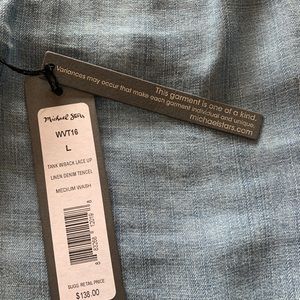 This garment is one of a kind.
Variances may occur that make each garment individual and unique.
michaelstars.com
Michael Stars
WVT16
L
TANK W/BACK LACE UP
LINEN DENIM TENCEL
MEDIUM WASH
SUGG. RETAIL PRICE
$138.00